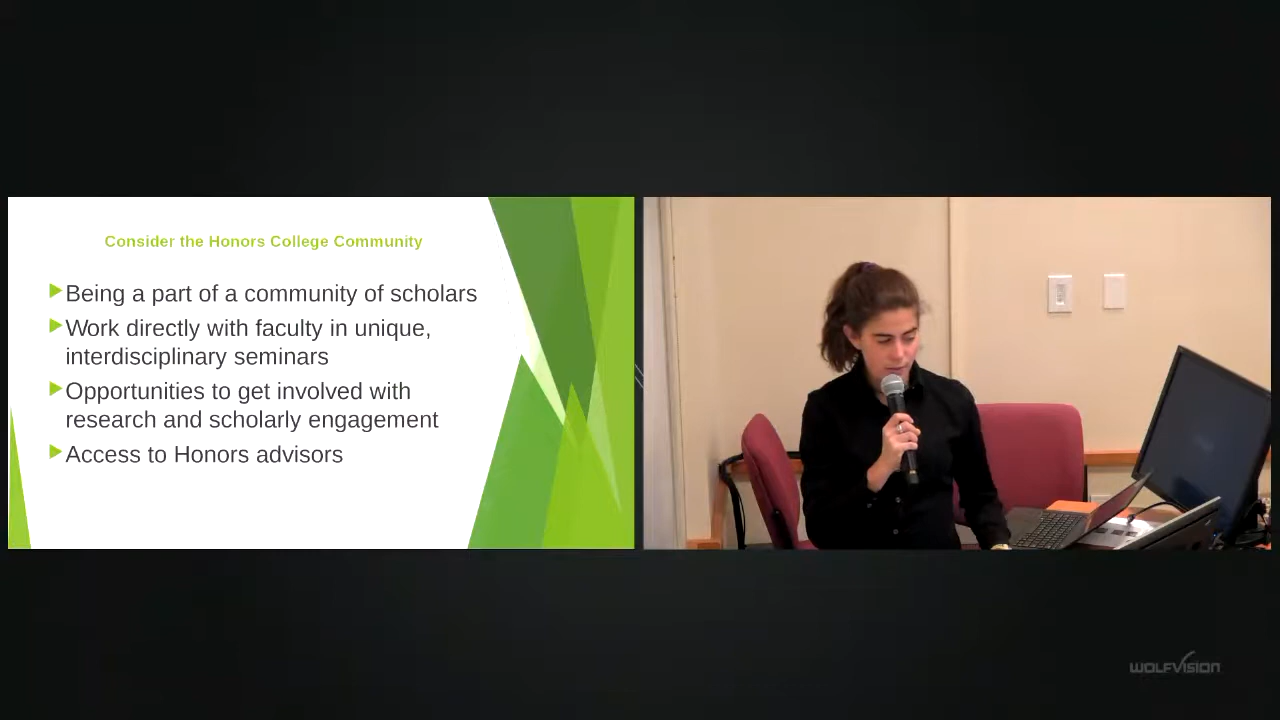 Consider the Honors College Community
Being a part of a community of scholars
Work directly with faculty in unique,
interdisciplinary seminars
Opportunities to get involved with
research and scholarly engagement
Access to Honors advisors
WOLFVISION